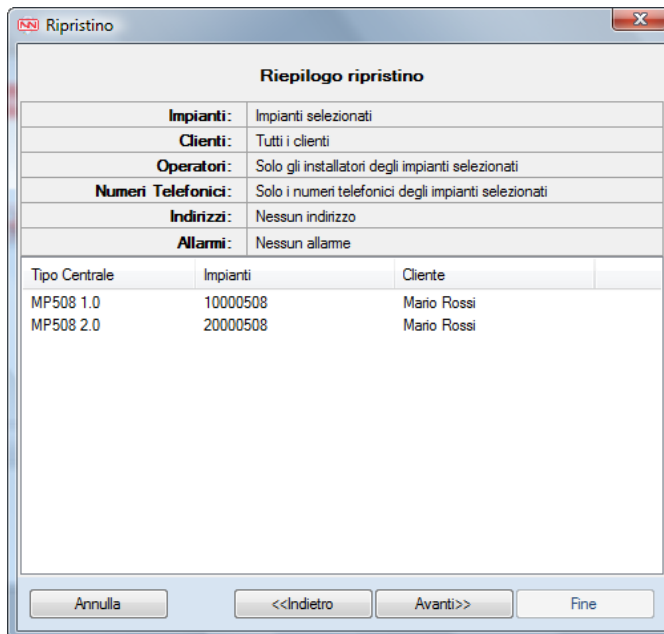 Ripristino
Riepilogo ripristino
Impianti: Impianti selezionati
Clienti: Tutti i clienti
Operatori: Solo gli installatori degli impianti selezionati
Numeri Telefonici: Solo i numeri telefonici degli impianti selezionati
Indirizzi: Nessun indirizzo
Allarmi: Nessun allarme
Tipo Centrale Impianti Cliente
MP508 1.0 10000508 Mario Rossi
MP508 2.0 20000508 Mario Rossi
Annulla <<Indietro Avanti>> Fine